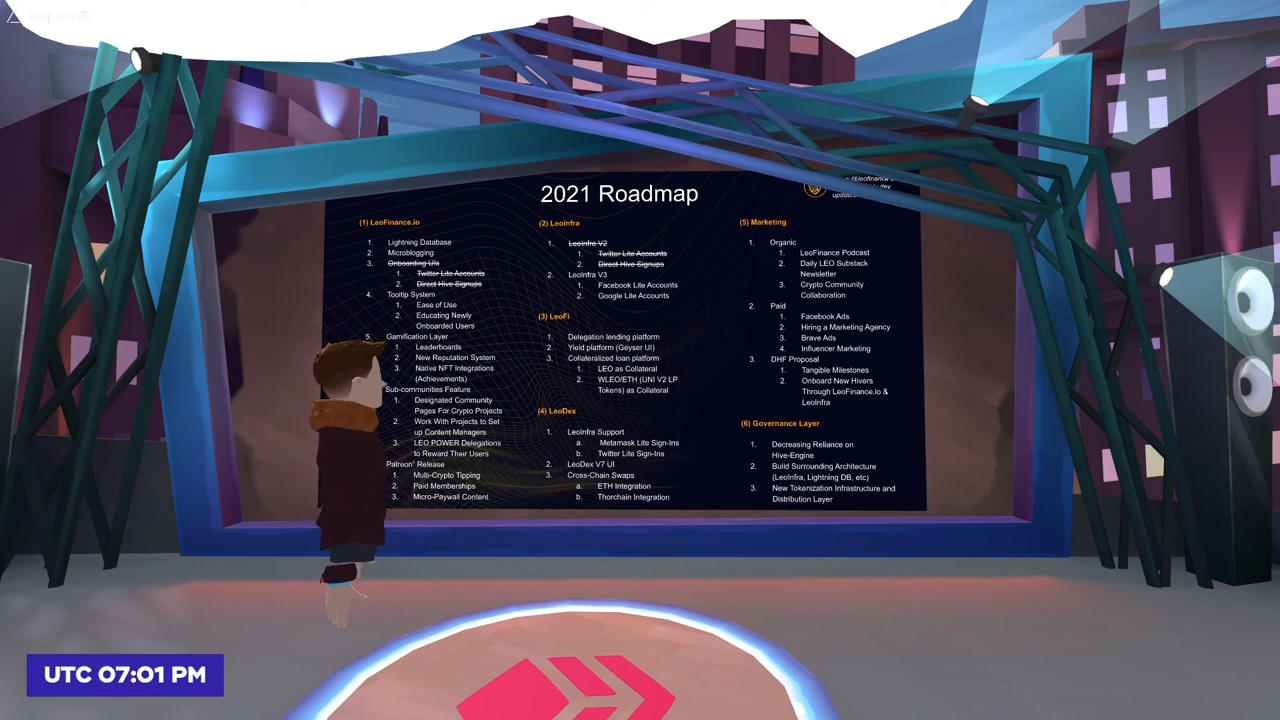 AltspaceVR
2021 Roadmap
(1) LeoFinance.io
1. Lightning Database
2. Microblogging
3. Onboarding UIs
1. Twitter Lite Accounts
2. Direct Hive Signups
4. Tooltip System
1. Ease of Use
2. Educating Newly
Onboarded Users
5. Gamification Layer
1. Leaderboards
2. New Reputation System
3. Native NFT Integrations
(Achievements)
Sub-communities Feature
1. Designated Community
Pages For Crypto Projects
2. Work With Projects to Set
up Content Managers
3. LEO POWER Delegations
to Reward Their Users
Patreon" Release
1. Multi-Crypto Tipping
2. Paid Memberships
3. Micro-Paywall Content
(2) LeoInfra
1. LeoInfra V2
1. Twitter Lite Accounts
2. Direct Hive Signups
2. LeoInfra V3
1. Facebook Lite Accounts
2. Google Lite Accounts
(3) LeoFi
1. Delegation lending platform
2. Yield platform (Geyser UI)
3. Collateralized loan platform
1. LEO as Collateral
2. WLEO/ETH (UNI V2 LP
Tokens) as Collateral
(4) LeoDex
1. LeoInfra Support
a. Metamask Lite Sign-Ins
b. Twitter Lite Sign-Ins
2. LeoDex V7 UI
3. Cross-Chain Swaps
a. ETH Integration
b. Thorchain Integration
(5) Marketing
1. Organic
1. LeoFinance Podcast
2. Daily LEO Substack
Newsletter
3. Crypto Community
Collaboration
2. Paid
1. Facebook Ads
2. Hiring a Marketing Agency
3. Brave Ads
4. Influencer Marketing
3. DHF Proposal
1. Tangible Milestones
2. Onboard New Hivers
Through LeoFinance.io &
LeoInfra
(6) Governance Layer
1. Decreasing Reliance on
Hive-Engine
2. Build Surrounding Architecture
(LeoInfra, Lightning DB, etc)
3. New Tokenization Infrastructure and
Distribution Layer
UTC 07:01 PM